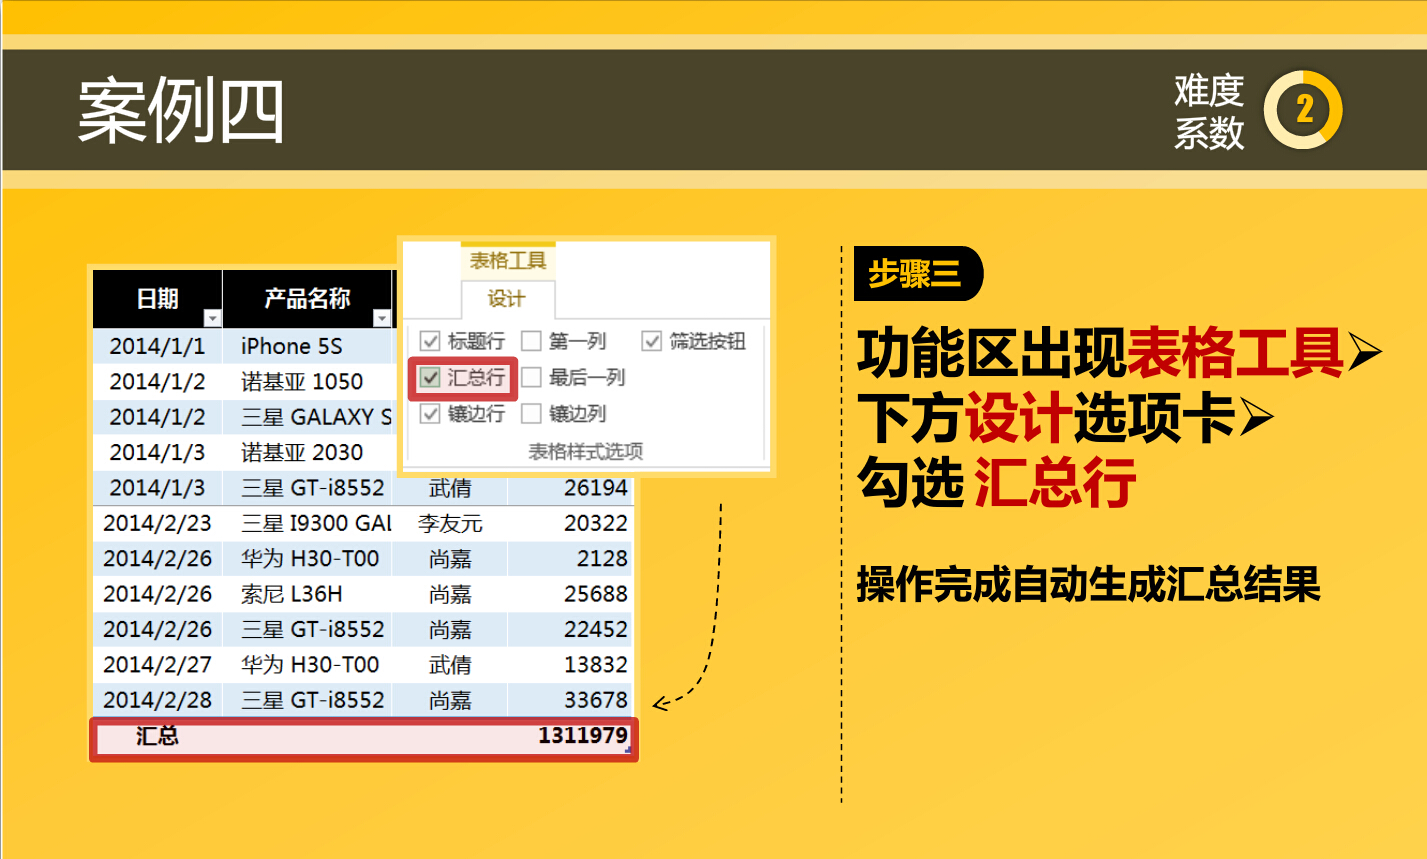 案例四
难度
系数
2
日期 产品名称
2014/1/1 iPhone 5S
2014/1/2 诺基亚 1050
2014/1/2 三星 GALAXY S
2014/1/3 诺基亚 2030
2014/1/3 三星 GT-i8552 武倩 26194
2014/2/23 三星 I9300 GAL 李友元 20322
2014/2/26 华为 H30-T00 尚嘉 2128
2014/2/26 索尼 L36H 尚嘉 25688
2014/2/26 三星 GT-i8552 尚嘉 22452
2014/2/27 华为 H30-T00 武倩 13832
2014/2/28 三星 GT-i8552 尚嘉 33678
汇总 1311979
表格工具
设计
标题行 第一列 筛选按钮
汇总行 最后一列
镶边行 镶边列
表格样式选项
步骤三
功能区出现表格工具➢
下方设计选项卡➢
勾选 汇总行
操作完成自动生成汇总结果